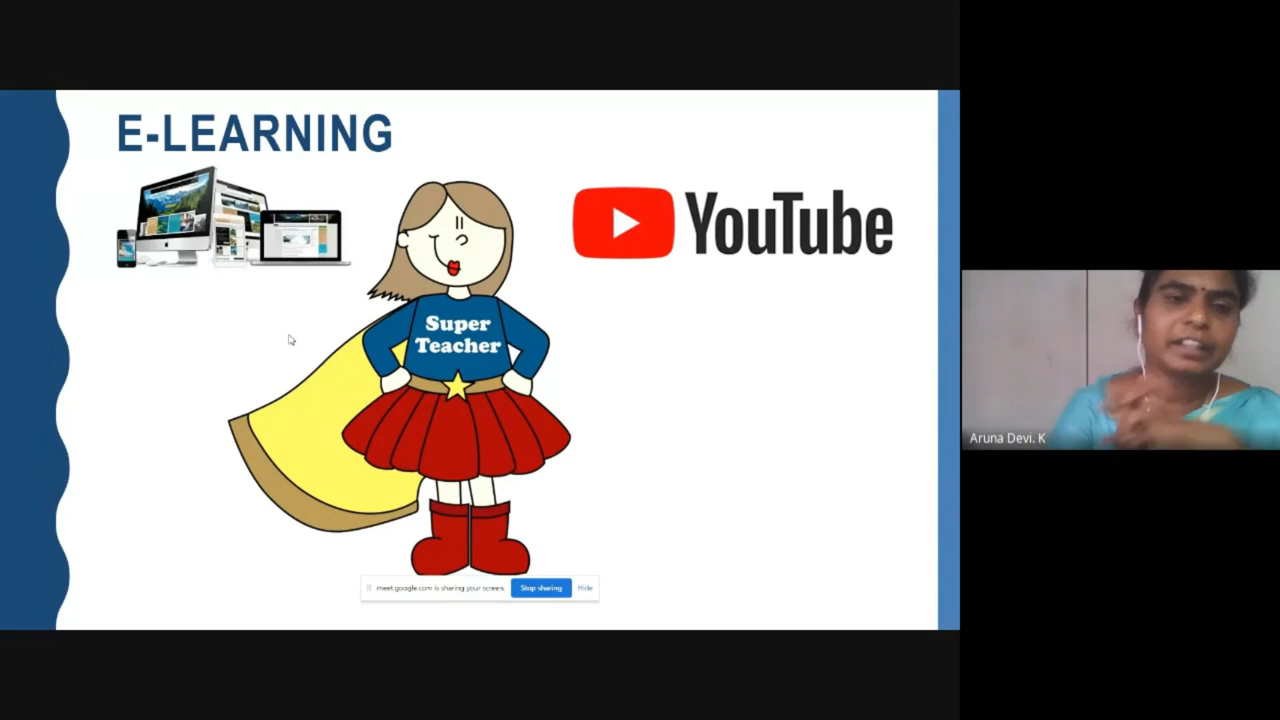 E-LEARNING
YouTube
Super
Teacher
meet.google.com is sharing your screen.
Stop sharing
Hide
Aruna Devi. K